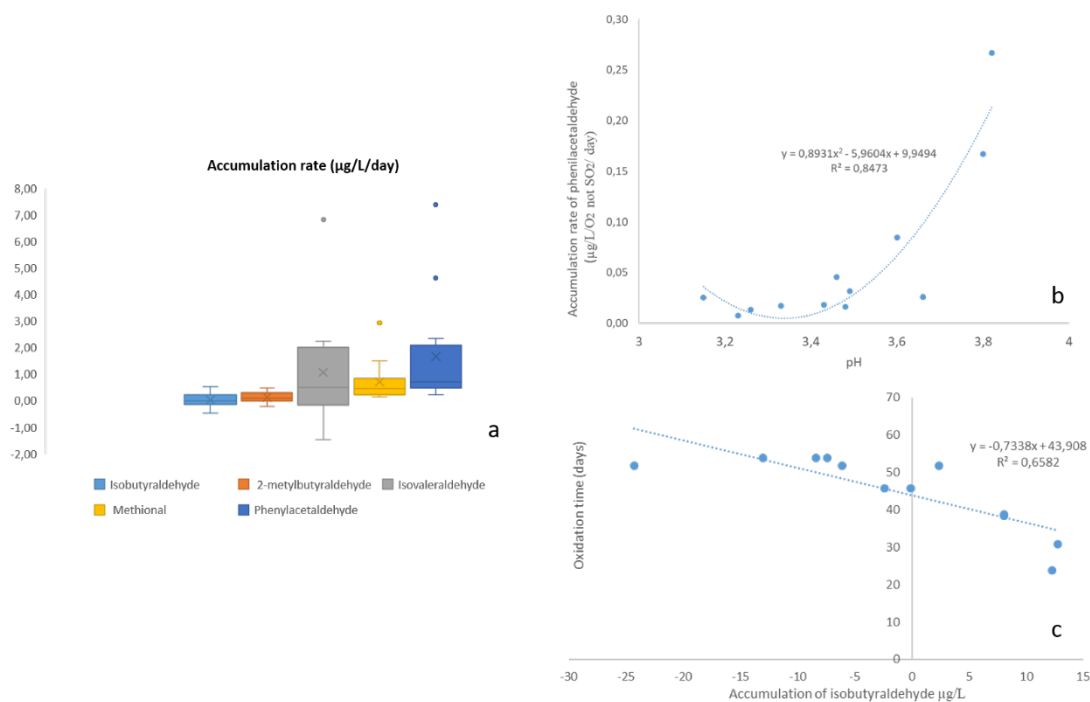 Accumulation rate (µg/L/day)
8,00
7,00
6,00
5,00
4,00
3,00
2,00
1,00
0,00
-1,00
-2,00
a
Isobutyraldehyde
2-metylbutyraldehyde
Isovaleraldehyde
Methional
Phenylacetaldehyde
Accumulation rate of phenilacetaldehyde
(µg/L/O2 not SO2/ day)
0,30
0,25
0,20
0,15
0,10
0,05
0,00
y = 0,8931x² - 5,9604x + 9,9494
R² = 0,8473
b
3
3,2
3,4
3,6
3,8
4
pH
Oxidation time (days)
70
60
50
40
30
20
10
0
y = -0,7338x + 43,908
R² = 0,6582
c
-30
-25
-20
-15
-10
-5
0
5
10
15
Accumulation of isobutyraldehyde µg/L